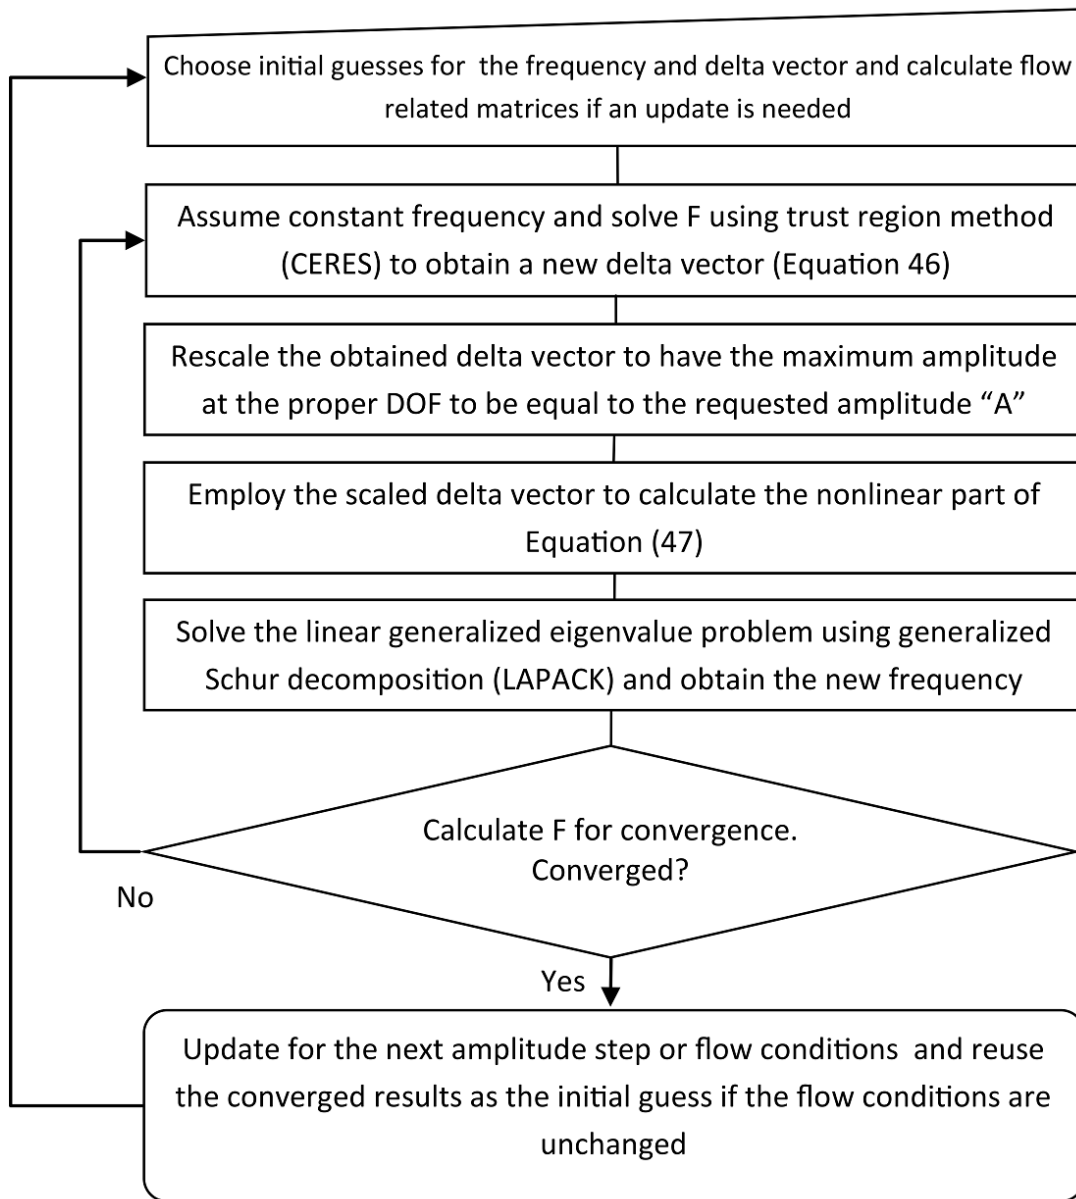 Choose initial guesses for the frequency and delta vector and calculate flow
related matrices if an update is needed
Assume constant frequency and solve F using trust region method
(CERES) to obtain a new delta vector (Equation 46)
Rescale the obtained delta vector to have the maximum amplitude
at the proper DOF to be equal to the requested amplitude “A”
Employ the scaled delta vector to calculate the nonlinear part of
Equation (47)
Solve the linear generalized eigenvalue problem using generalized
Schur decomposition (LAPACK) and obtain the new frequency
Calculate F for convergence.
Converged?
No
Yes
Update for the next amplitude step or flow conditions and reuse
the converged results as the initial guess if the flow conditions are
unchanged